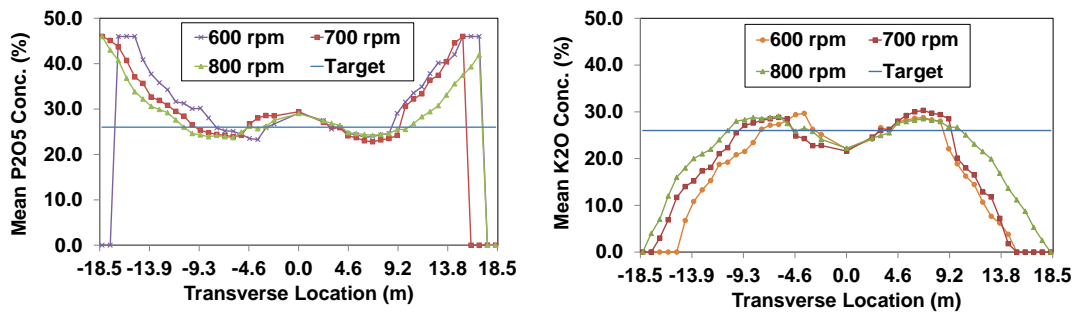 Mean P2O5 Conc. (%)
50.0
40.0
30.0
20.0
10.0
0.0
600 rpm
700 rpm
800 rpm
Target
-18.5 -13.9 -9.3 -4.6 0.0 4.6 9.2 13.8 18.5
Transverse Location (m)
Mean K2O Conc. (%)
50.0
40.0
30.0
20.0
10.0
0.0
600 rpm
700 rpm
800 rpm
Target
-18.5 -13.9 -9.3 -4.6 0.0 4.6 9.2 13.8 18.5
Transverse Location (m)